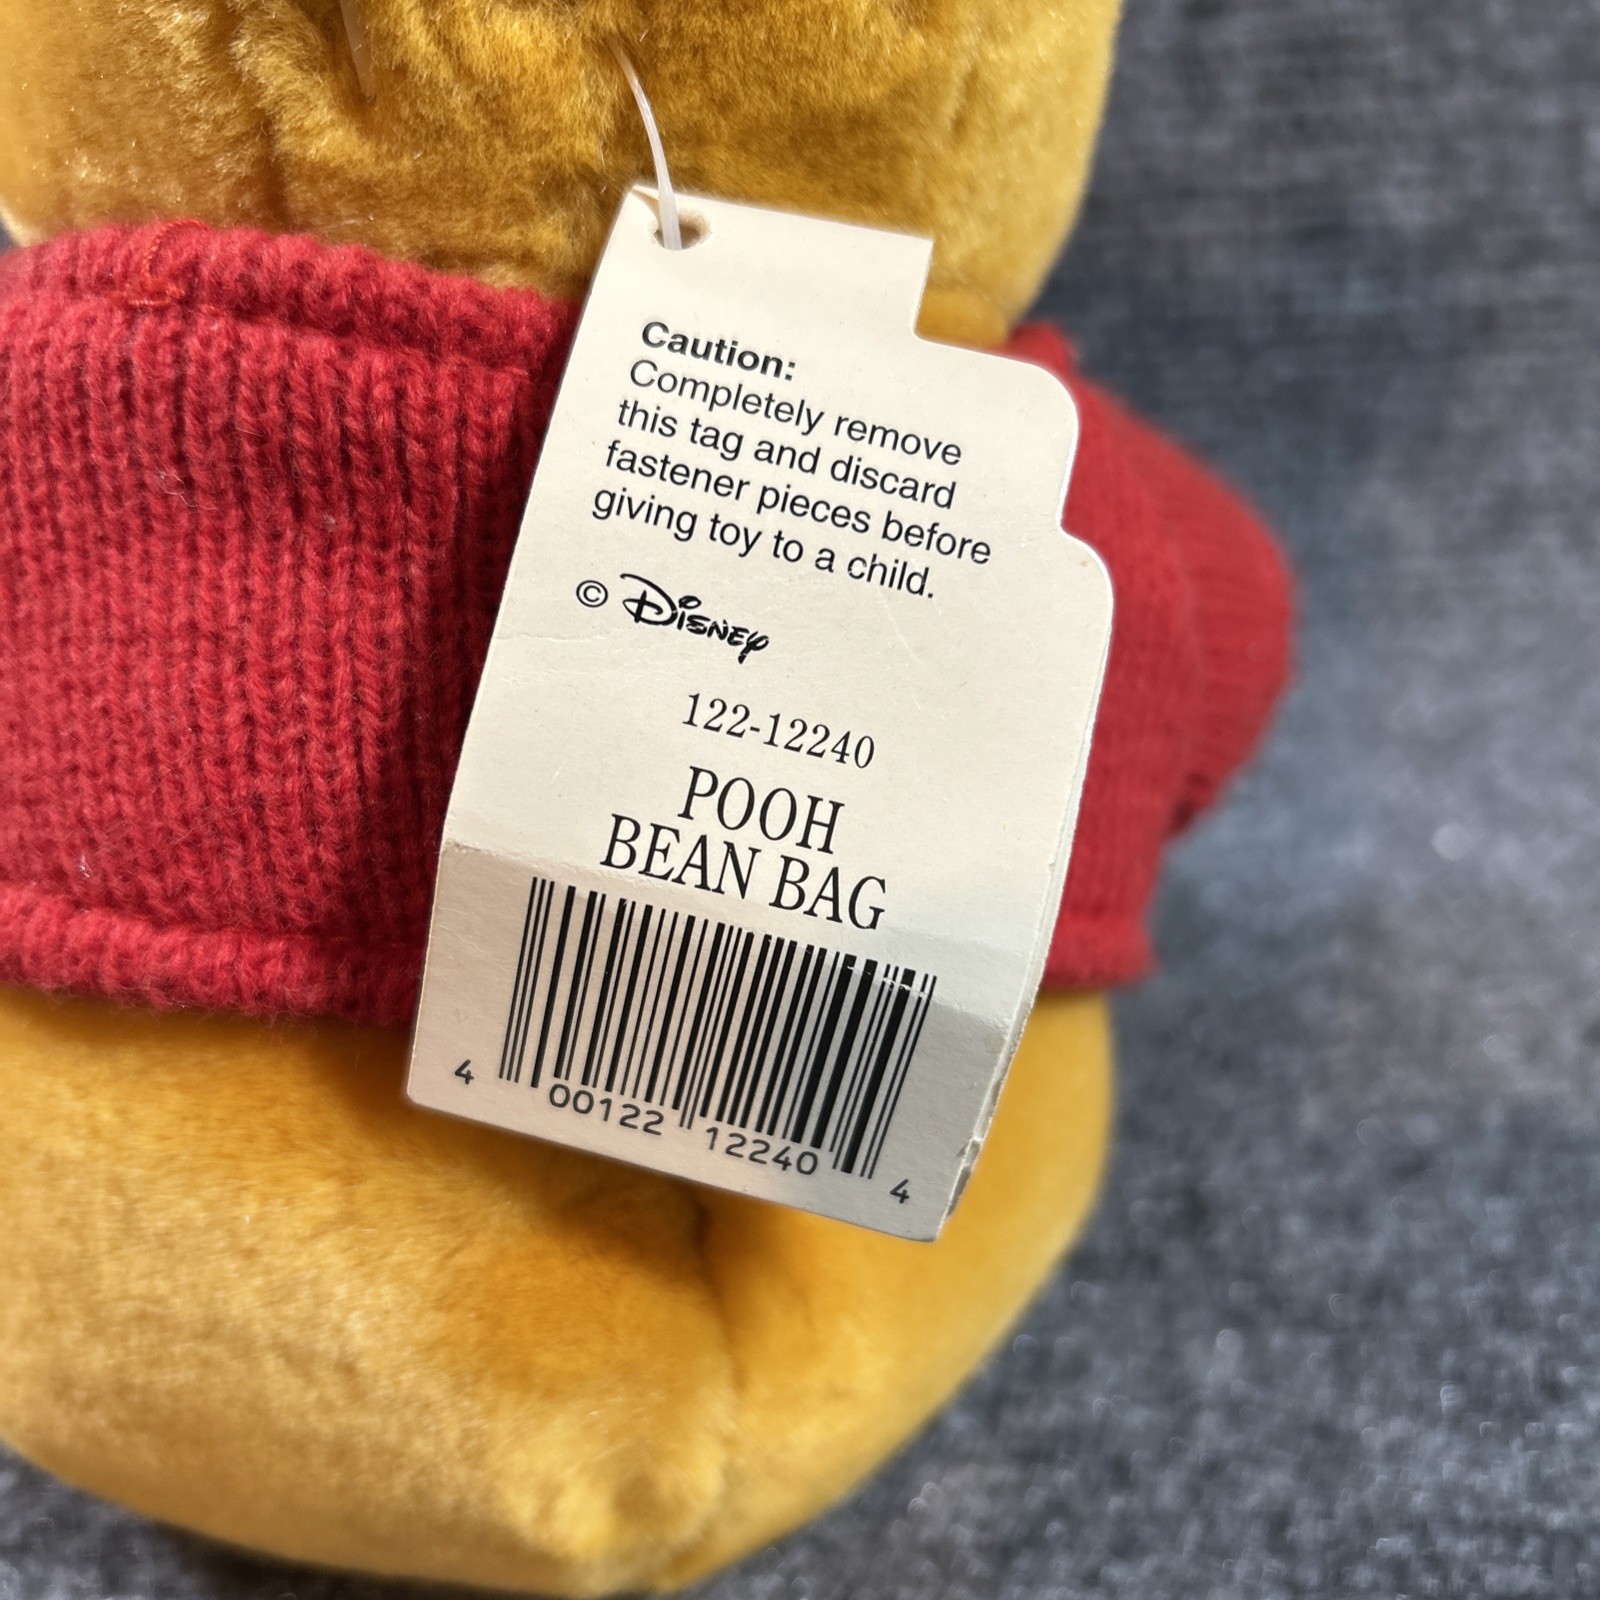 Caution:
Completely remove
this tag and discard
fastener pieces before
giving toy to a child.
© Disney
122-12240
POOH
BEAN BAG
4 00122 12240 4